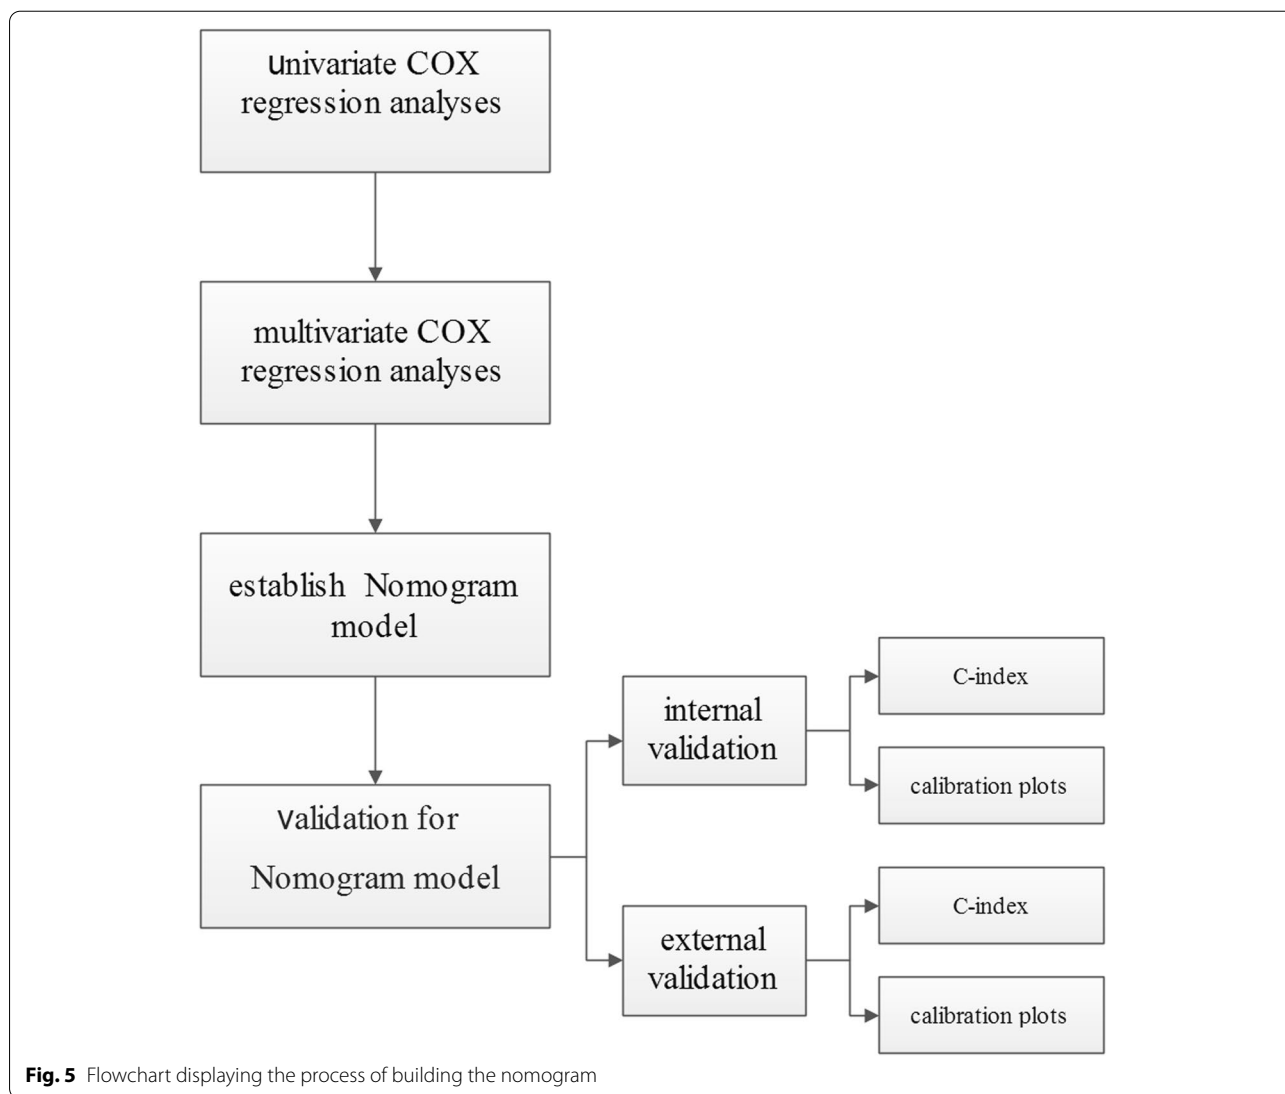 univariate COX
regression analyses
multivariate COX
regression analyses
establish Nomogram
model
validation for
Nomogram model
internal
validation
C-index
calibration plots
external
validation
C-index
calibration plots
Fig. 5 Flowchart displaying the process of building the nomogram